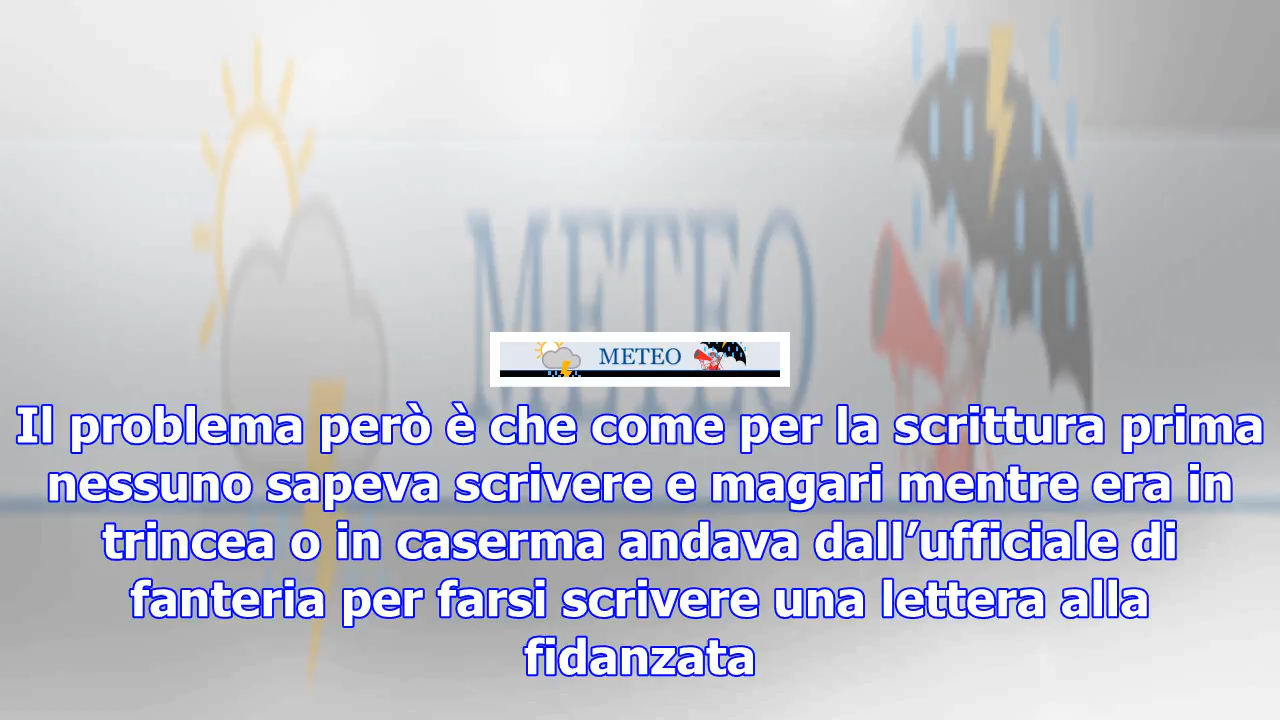 METEO
METEO
Il problema però è che come per la scrittura prima
nessuno sapeva scrivere e magari mentre era in
trincea o in caserma andava dall’ufficiale di
fanteria per farsi scrivere una lettera alla
fidanzata